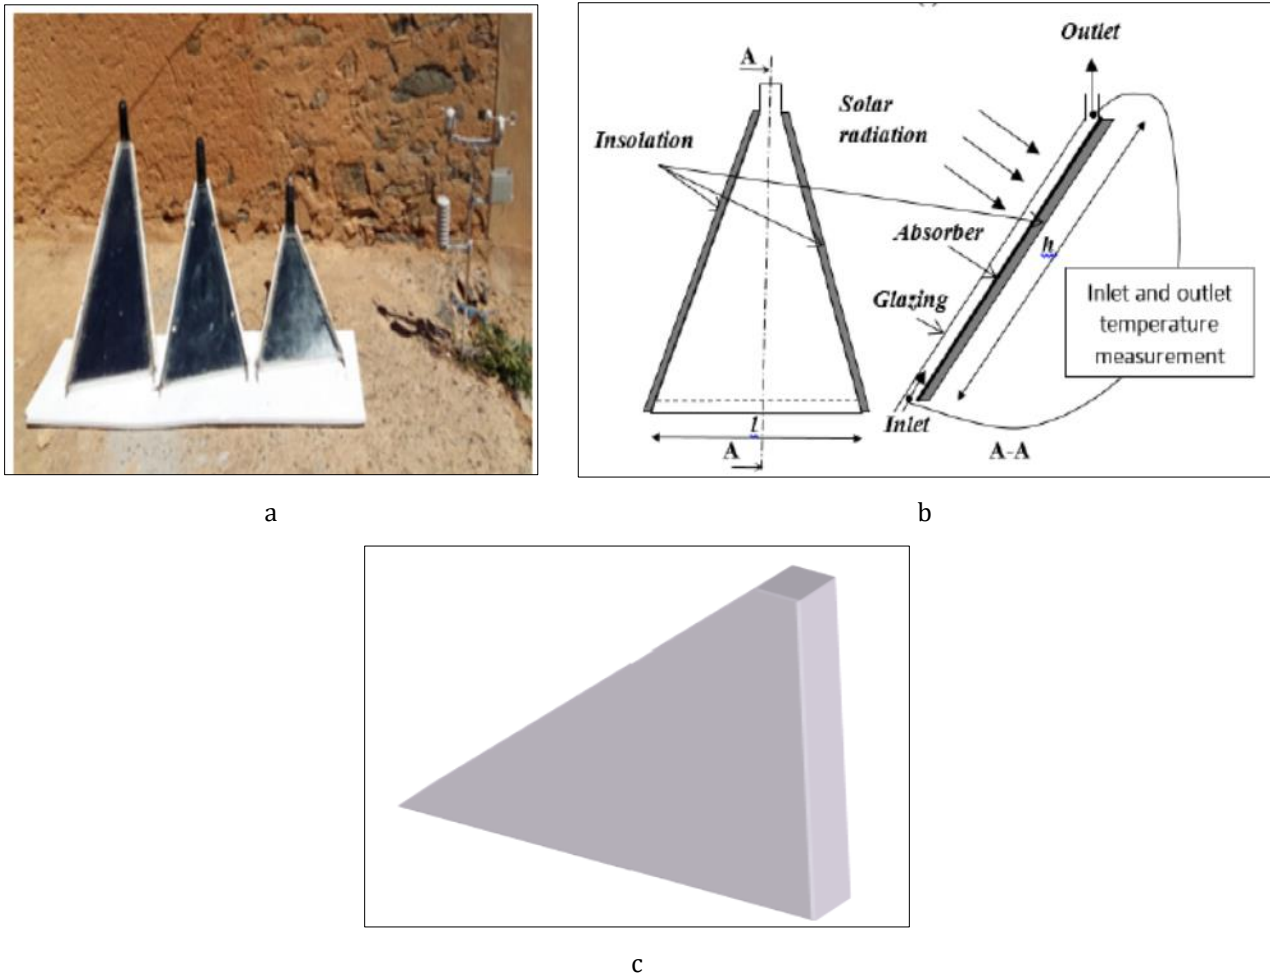 Outlet
A
Solar
radiation
Insolation
Absorber
h
Glazing
Inlet and outlet
temperature
measurement
l
Inlet
A
A-A
a
b
c